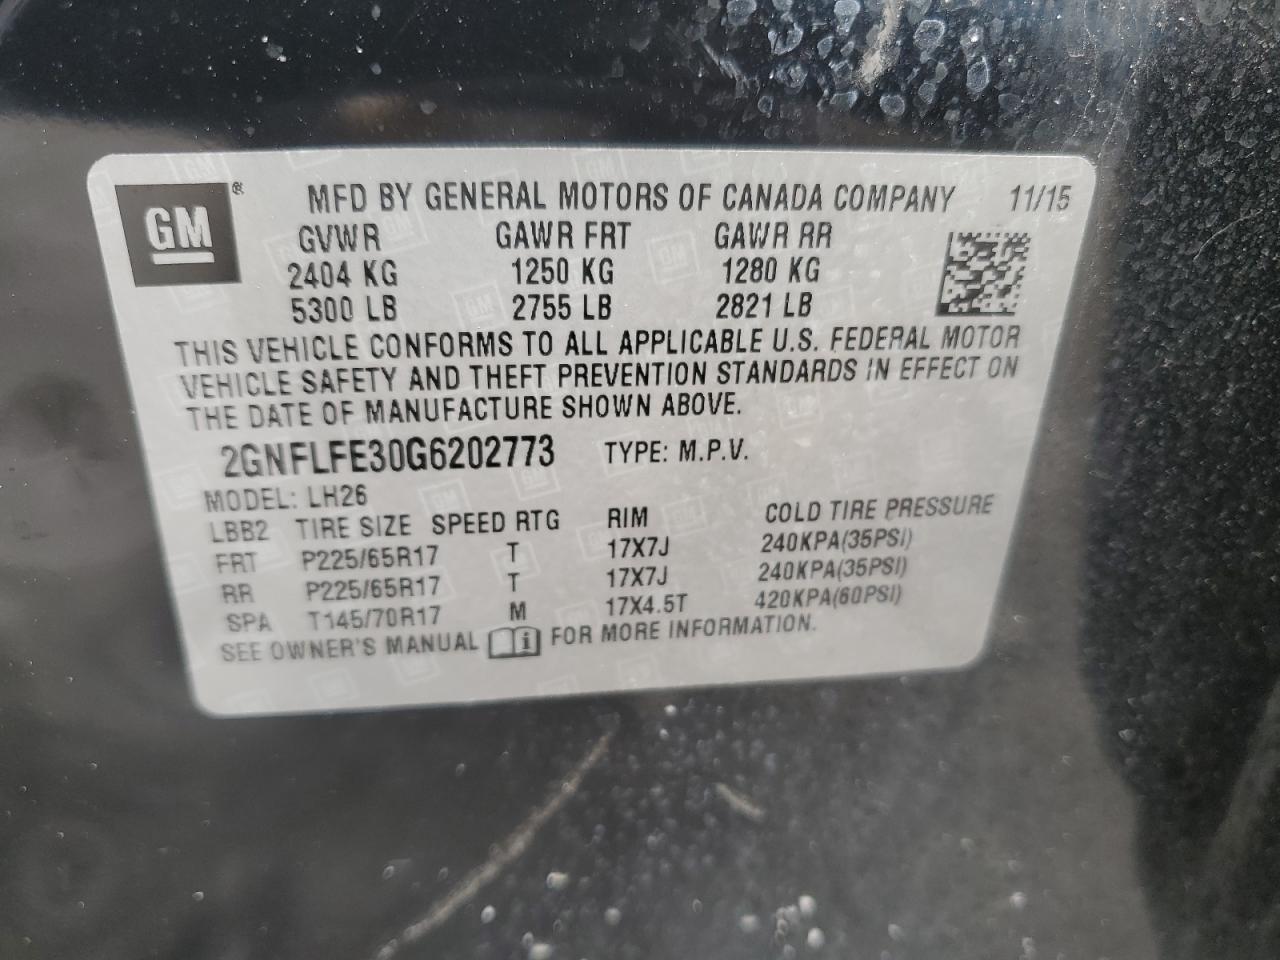 GM ® MFD BY GENERAL MOTORS OF CANADA COMPANY 11/15
GVWR GAWR FRT GAWR RR
2404 KG 1250 KG 1280 KG
5300 LB 2755 LB 2821 LB
THIS VEHICLE CONFORMS TO ALL APPLICABLE U.S. FEDERAL MOTOR
VEHICLE SAFETY AND THEFT PREVENTION STANDARDS IN EFFECT ON
THE DATE OF MANUFACTURE SHOWN ABOVE.
2GNFLFE30G6202773 TYPE: M.P.V.
MODEL: LH26
LBB2 TIRE SIZE SPEED RTG RIM COLD TIRE PRESSURE
FRT P225/65R17 T 17X7J 240KPA(35PSI)
RR P225/65R17 T 17X7J 240KPA(35PSI)
SPA T145/70R17 M 17X4.5T 420KPA(60PSI)
SEE OWNER'S MANUAL i FOR MORE INFORMATION.